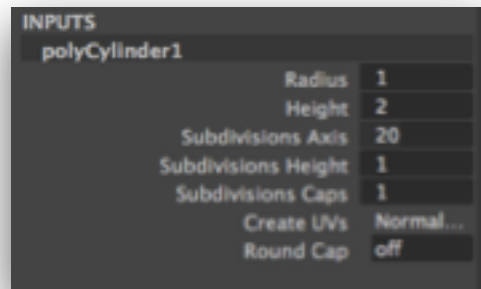 INPUTS
polyCylinder1
Radius 1
Height 2
Subdivisions Axis 20
Subdivisions Height 1
Subdivisions Caps 1
Create UVs Normal...
Round Cap off